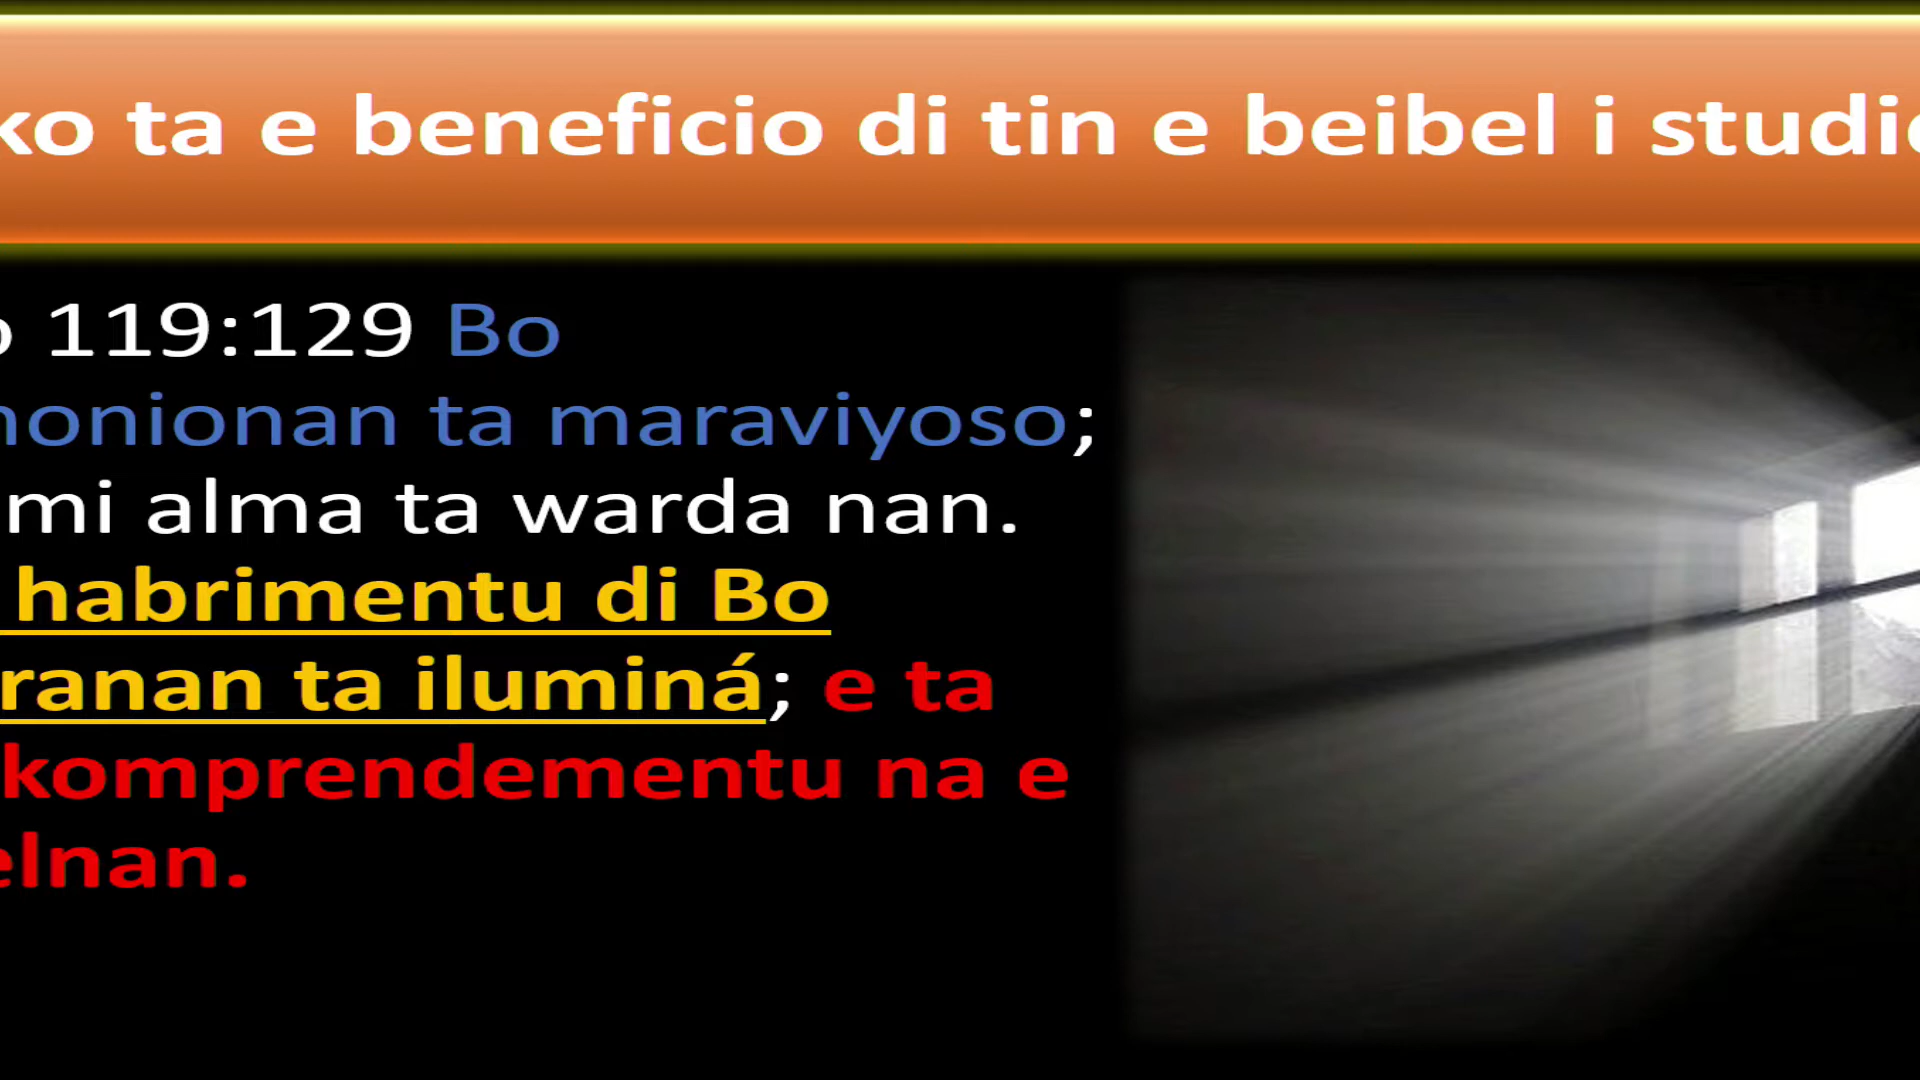 ko ta e beneficio di tin e beibel i studi
119:129 Bo
nonionan ta maraviyoso;
mi alma ta warda nan.
habrimentu di Bo
ranan ta iluminá; e ta
komprendementu na e
elnan.